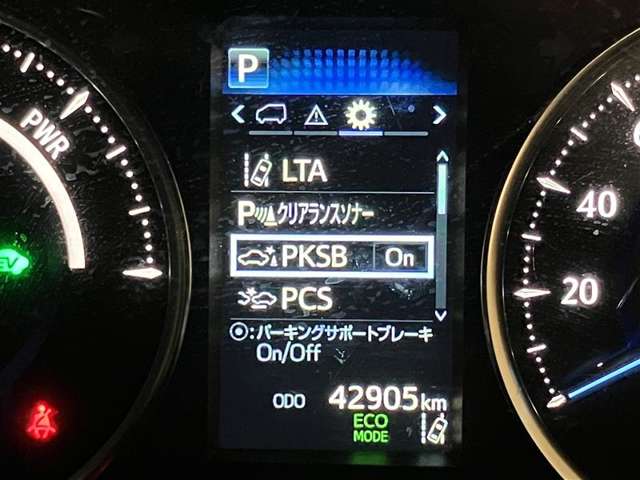 P
LTA
Pクリアランスソナー
PKSB On
PCS
:パーキングサポートブレーキ
On/Off
ODO 42905km
ECO
MODE
PWR
EV
40
20